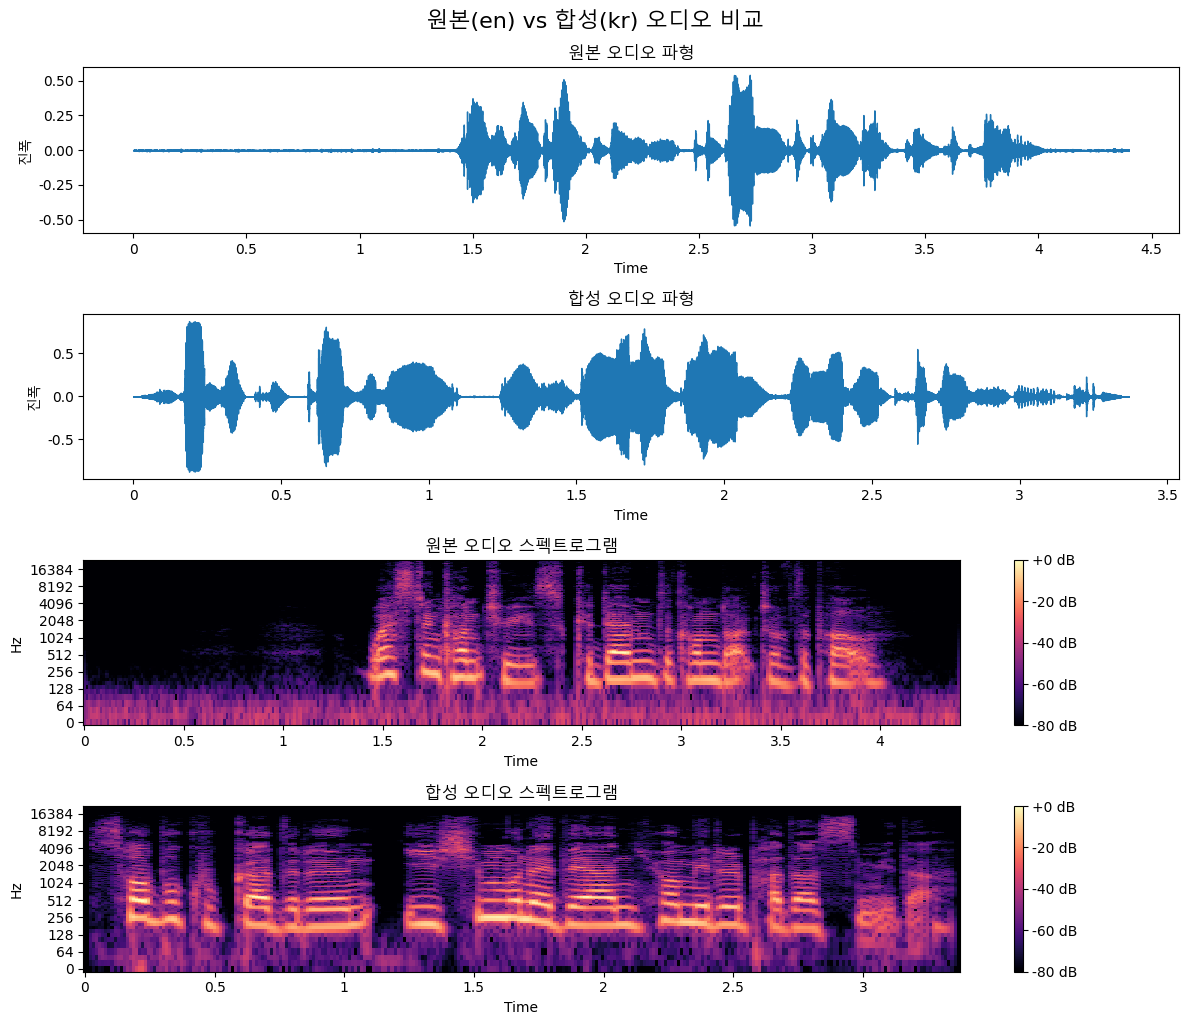 원본(en) vs 합성(kr) 오디오 비교
원본 오디오 파형
진폭
0.50
0.25
0.00
-0.25
-0.50
0 0.5 1 1.5 2 2.5 3 3.5 4 4.5
Time
합성 오디오 파형
진폭
0.5
0.0
-0.5
0 0.5 1 1.5 2 2.5 3 3.5
Time
원본 오디오 스펙트로그램
Hz
16384
8192
4096
2048
1024
512
256
128
64
0
0 0.5 1 1.5 2 2.5 3 3.5 4
Time
+0 dB
-20 dB
-40 dB
-60 dB
-80 dB
합성 오디오 스펙트로그램
Hz
16384
8192
4096
2048
1024
512
256
128
64
0
0 0.5 1 1.5 2 2.5 3
Time
+0 dB
-20 dB
-40 dB
-60 dB
-80 dB